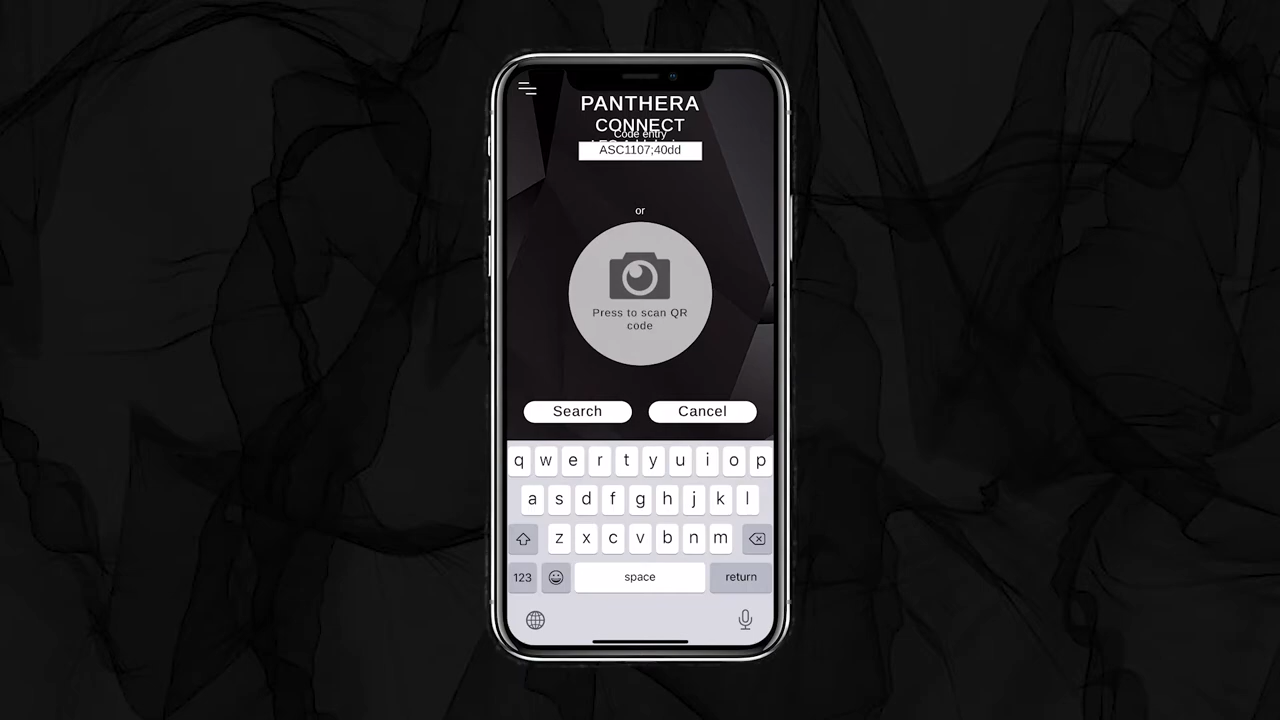 PANTHERA
CONNECT
Code entry
ASC1107;40dd
or
Press to scan QR
code
Search Cancel
q w e r t y u i o p
a s d f g h j k l
z x c v b n m
123 space return